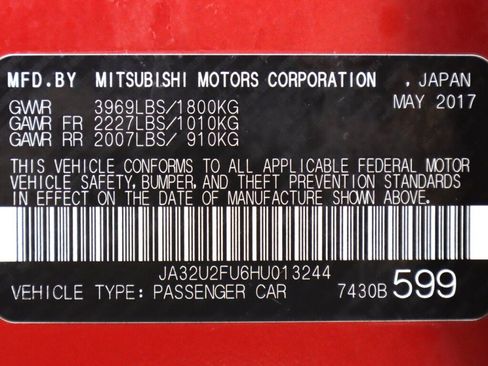 MFD.BY MITSUBISHI MOTORS CORPORATION , JAPAN
GVWR 3969LBS/1800KG MAY 2017
GAWR FR 2227LBS/1010KG
GAWR RR 2007LBS/ 910KG
THIS VEHICLE CONFORMS TO ALL APPLICABLE FEDERAL MOTOR
VEHICLE SAFETY, BUMPER, AND THEFT PREVENTION STANDARDS
IN EFFECT ON THE DATE OF MANUFACTURE SHOWN ABOVE.
JA32U2FU6HU013244
VEHICLE TYPE: PASSENGER CAR 7430B 599